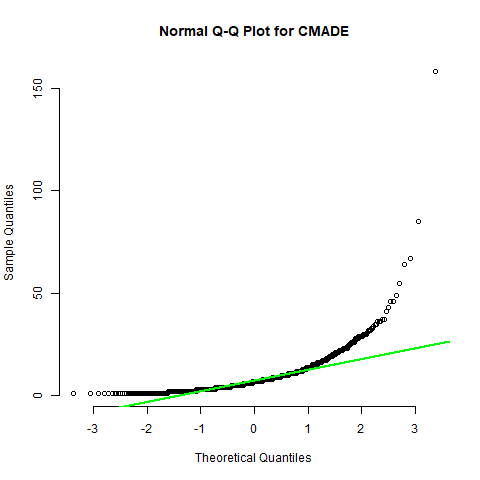 Normal Q-Q Plot for CMADE
150
100
50
0
Sample Quantiles
-3 -2 -1 0 1 2 3
Theoretical Quantiles